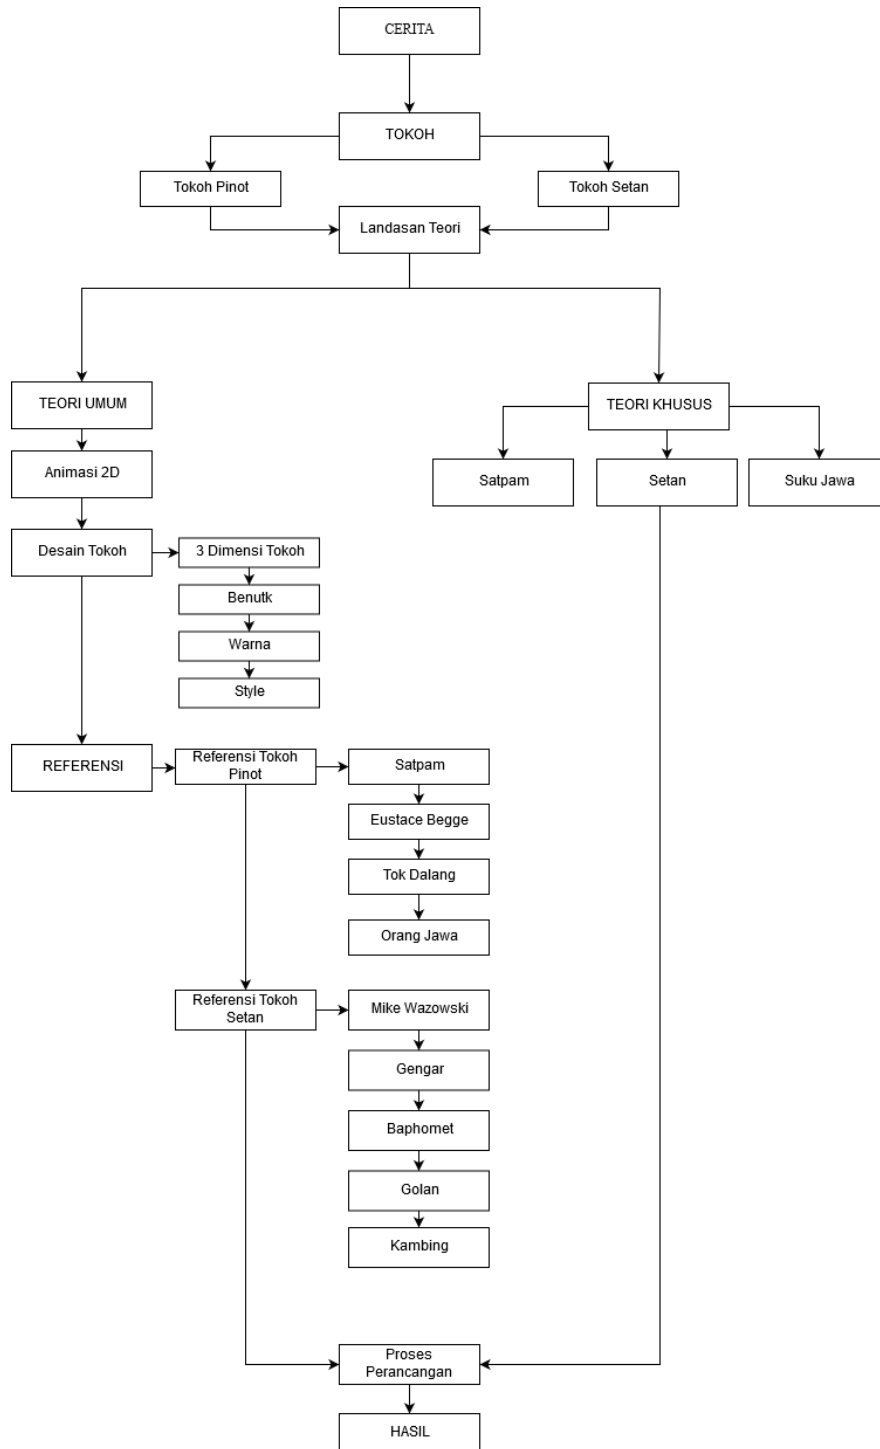 CERITA
TOKOH
Tokoh Pinot
Tokoh Setan
Landasan Teori
TEORI UMUM
TEORI KHUSUS
Animasi 2D
Satpam
Setan
Suku Jawa
Desain Tokoh
3 Dimensi Tokoh
Benutk
Warna
Style
REFERENSI
Referensi Tokoh
Pinot
Satpam
Eustace Begge
Tok Dalang
Orang Jawa
Referensi Tokoh
Setan
Mike Wazowski
Gengar
Baphomet
Golan
Kambing
Proses
Perancangan
HASIL